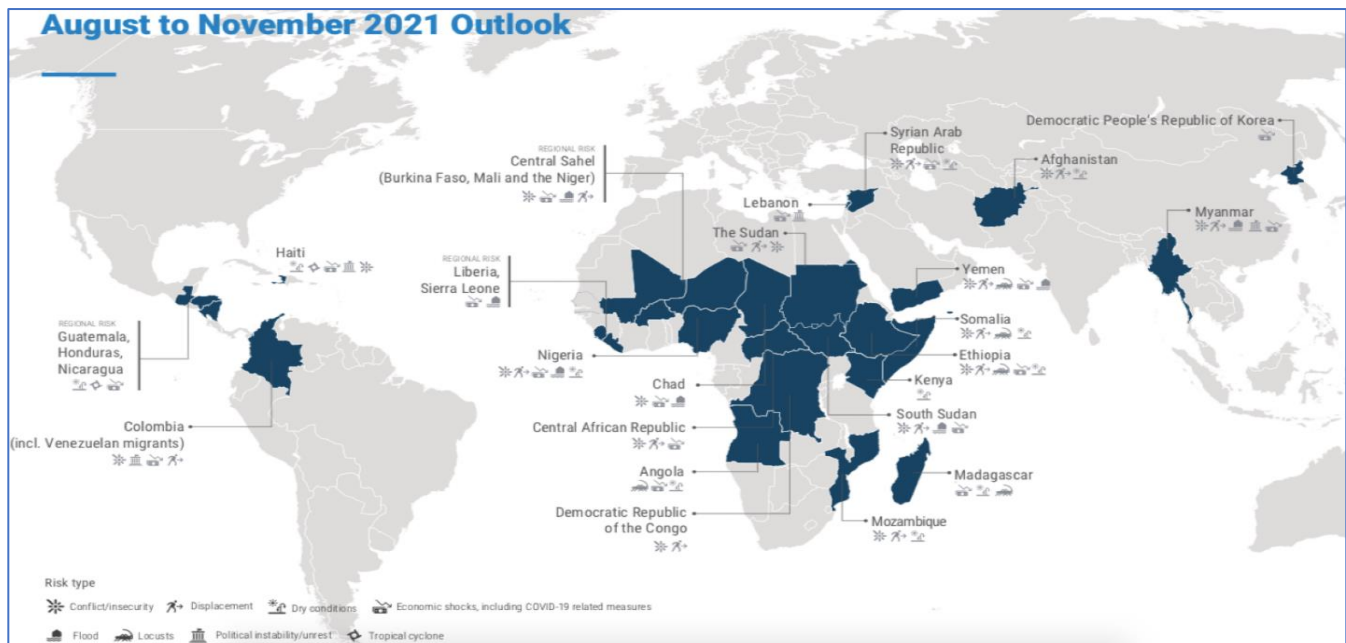 August to November 2021 Outlook
Democratic People's Republic of Korea
Syrian Arab
Republic
Afghanistan
REGIONAL RISK
Central Sahel
(Burkina Faso, Mali and the Niger)
Lebanon
Myanmar
The Sudan
Haiti
REGIONAL RISK
Liberia,
Sierra Leone
Yemen
Somalia
REGIONAL RISK
Guatemala,
Honduras,
Nicaragua
Nigeria
Ethiopia
Kenya
Chad
South Sudan
Colombia
(incl. Venezuelan migrants)
Central African Republic
Angola
Madagascar
Democratic Republic
of the Congo
Mozambique
Risk type
Conflict/insecurity Displacement Dry conditions Economic shocks, including COVID-19 related measures
Flood Locusts Political instability/unrest Tropical cyclone